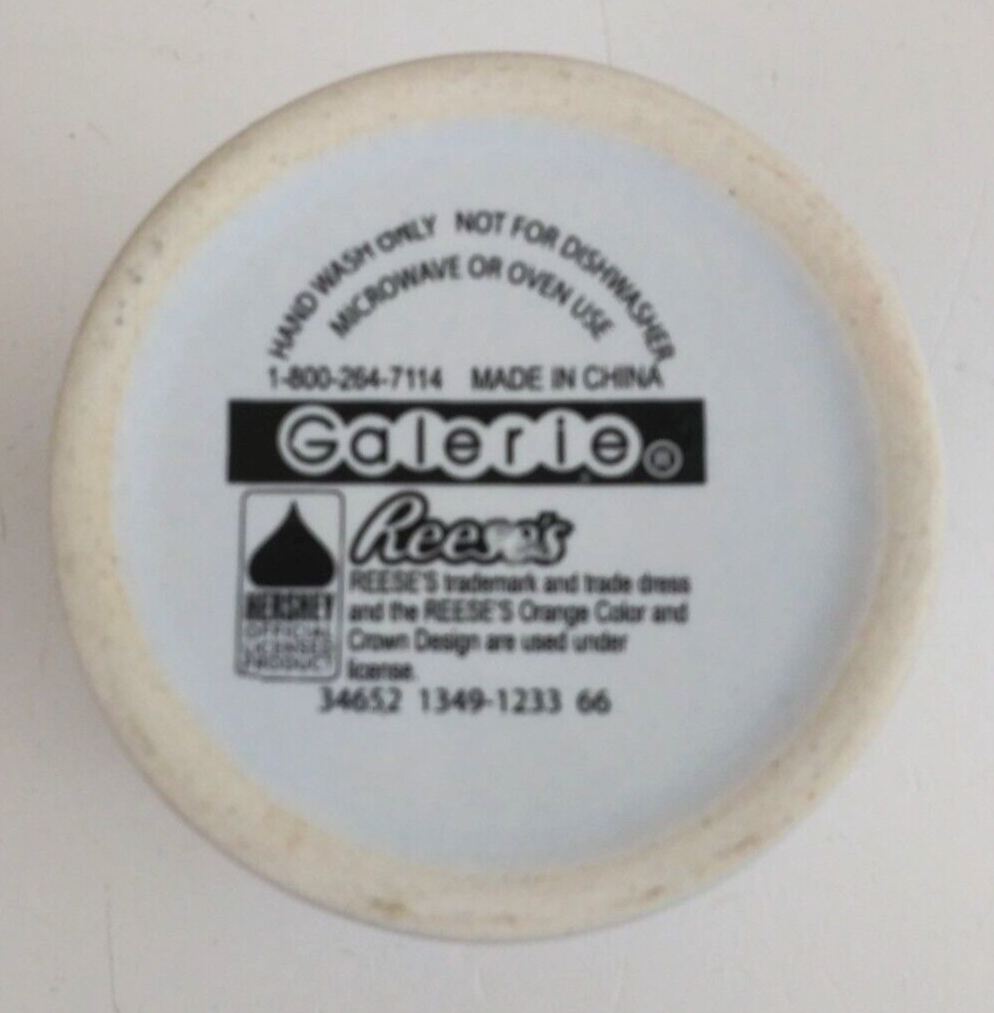 HAND WASH ONLY NOT FOR DISHWASHER
MICROWAVE OR OVEN USE
1-800-264-7114 MADE IN CHINA
Galerie®
Reese's
HERSHEY
OFFICIAL
LICENSED
PRODUCT
REESE'S trademark and trade dress
and the REESE'S Orange Color and
Crown Design are used under
license.
34652 1349-1233 66